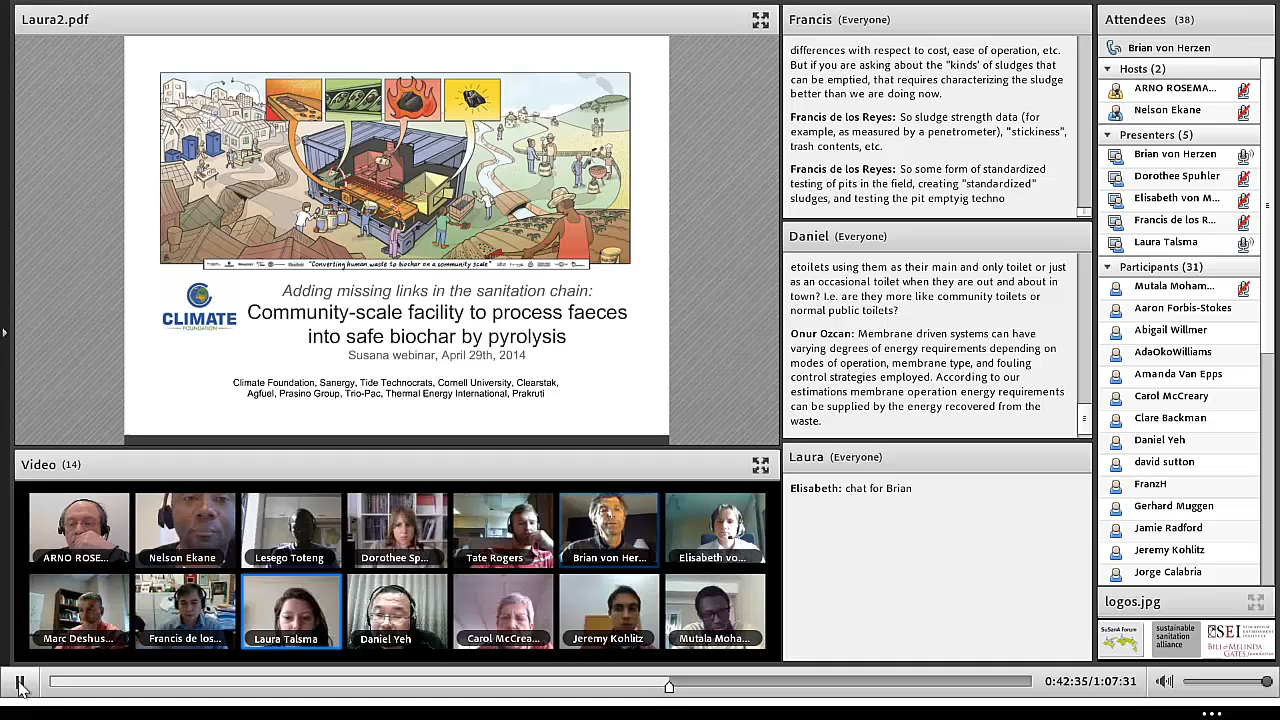 Laura2.pdf
"Converting human waste to biochar on a community scale"
CLIMATE
FOUNDATION
Adding missing links in the sanitation chain:
Community-scale facility to process faeces
into safe biochar by pyrolysis
Susana webinar, April 29th, 2014
Climate Foundation, Sanergy, Tide Technocrats, Cornell University, Clearstak,
Agfuel, Prasino Group, Trio-Pac, Thermal Energy International, Prakruti
Video (14)
ARNO ROSE...
Nelson Ekane
Lesego Toteng
Dorothee Sp...
Tate Rogers
Brian von Her...
Elisabeth vo...
Marc Deshus...
Francis de los...
Laura Talsma
Daniel Yeh
Carol McCrea...
Jeremy Kohlitz
Mutala Moha...
Francis (Everyone)
differences with respect to cost, ease of operation, etc.
But if you are asking about the "kinds' of sludges that
can be emptied, that requires characterizing the sludge
better than we are doing now.
Francis de los Reyes: So sludge strength data (for
example, as measured by a penetrometer), "stickiness",
trash contents, etc.
Francis de los Reyes: So some form of standardized
testing of pits in the field, creating "standardized"
sludges, and testing the pit emptyig techno
Daniel (Everyone)
etoilets using them as their main and only toilet or just
as an occasional toilet when they are out and about in
town? I.e. are they more like community toilets or
normal public toilets?
Onur Ozcan: Membrane driven systems can have
varying degrees of energy requirements depending on
modes of operation, membrane type, and fouling
control strategies employed. According to our
estimations membrane operation energy requirements
can be supplied by the energy recovered from the
waste.
Laura (Everyone)
Elisabeth: chat for Brian
Attendees (38)
Brian von Herzen
Hosts (2)
ARNO ROSEMA...
Nelson Ekane
Presenters (5)
Brian von Herzen
Dorothee Spuhler
Elisabeth von M...
Francis de los R...
Laura Talsma
Participants (31)
Mutala Moham...
Aaron Forbis-Stokes
Abigail Willmer
AdaOkoWilliams
Amanda Van Epps
Carol McCreary
Clare Backman
Daniel Yeh
david sutton
FranzH
Gerhard Muggen
Jamie Radford
Jeremy Kohlitz
Jorge Calabria
logos.jpg
SuSanA Forum
sustainable
sanitation
alliance
SEI
STOCKHOLM
ENVIRONMENT
INSTITUTE
BILL & MELINDA
GATES foundation
0:42:35/1:07:31